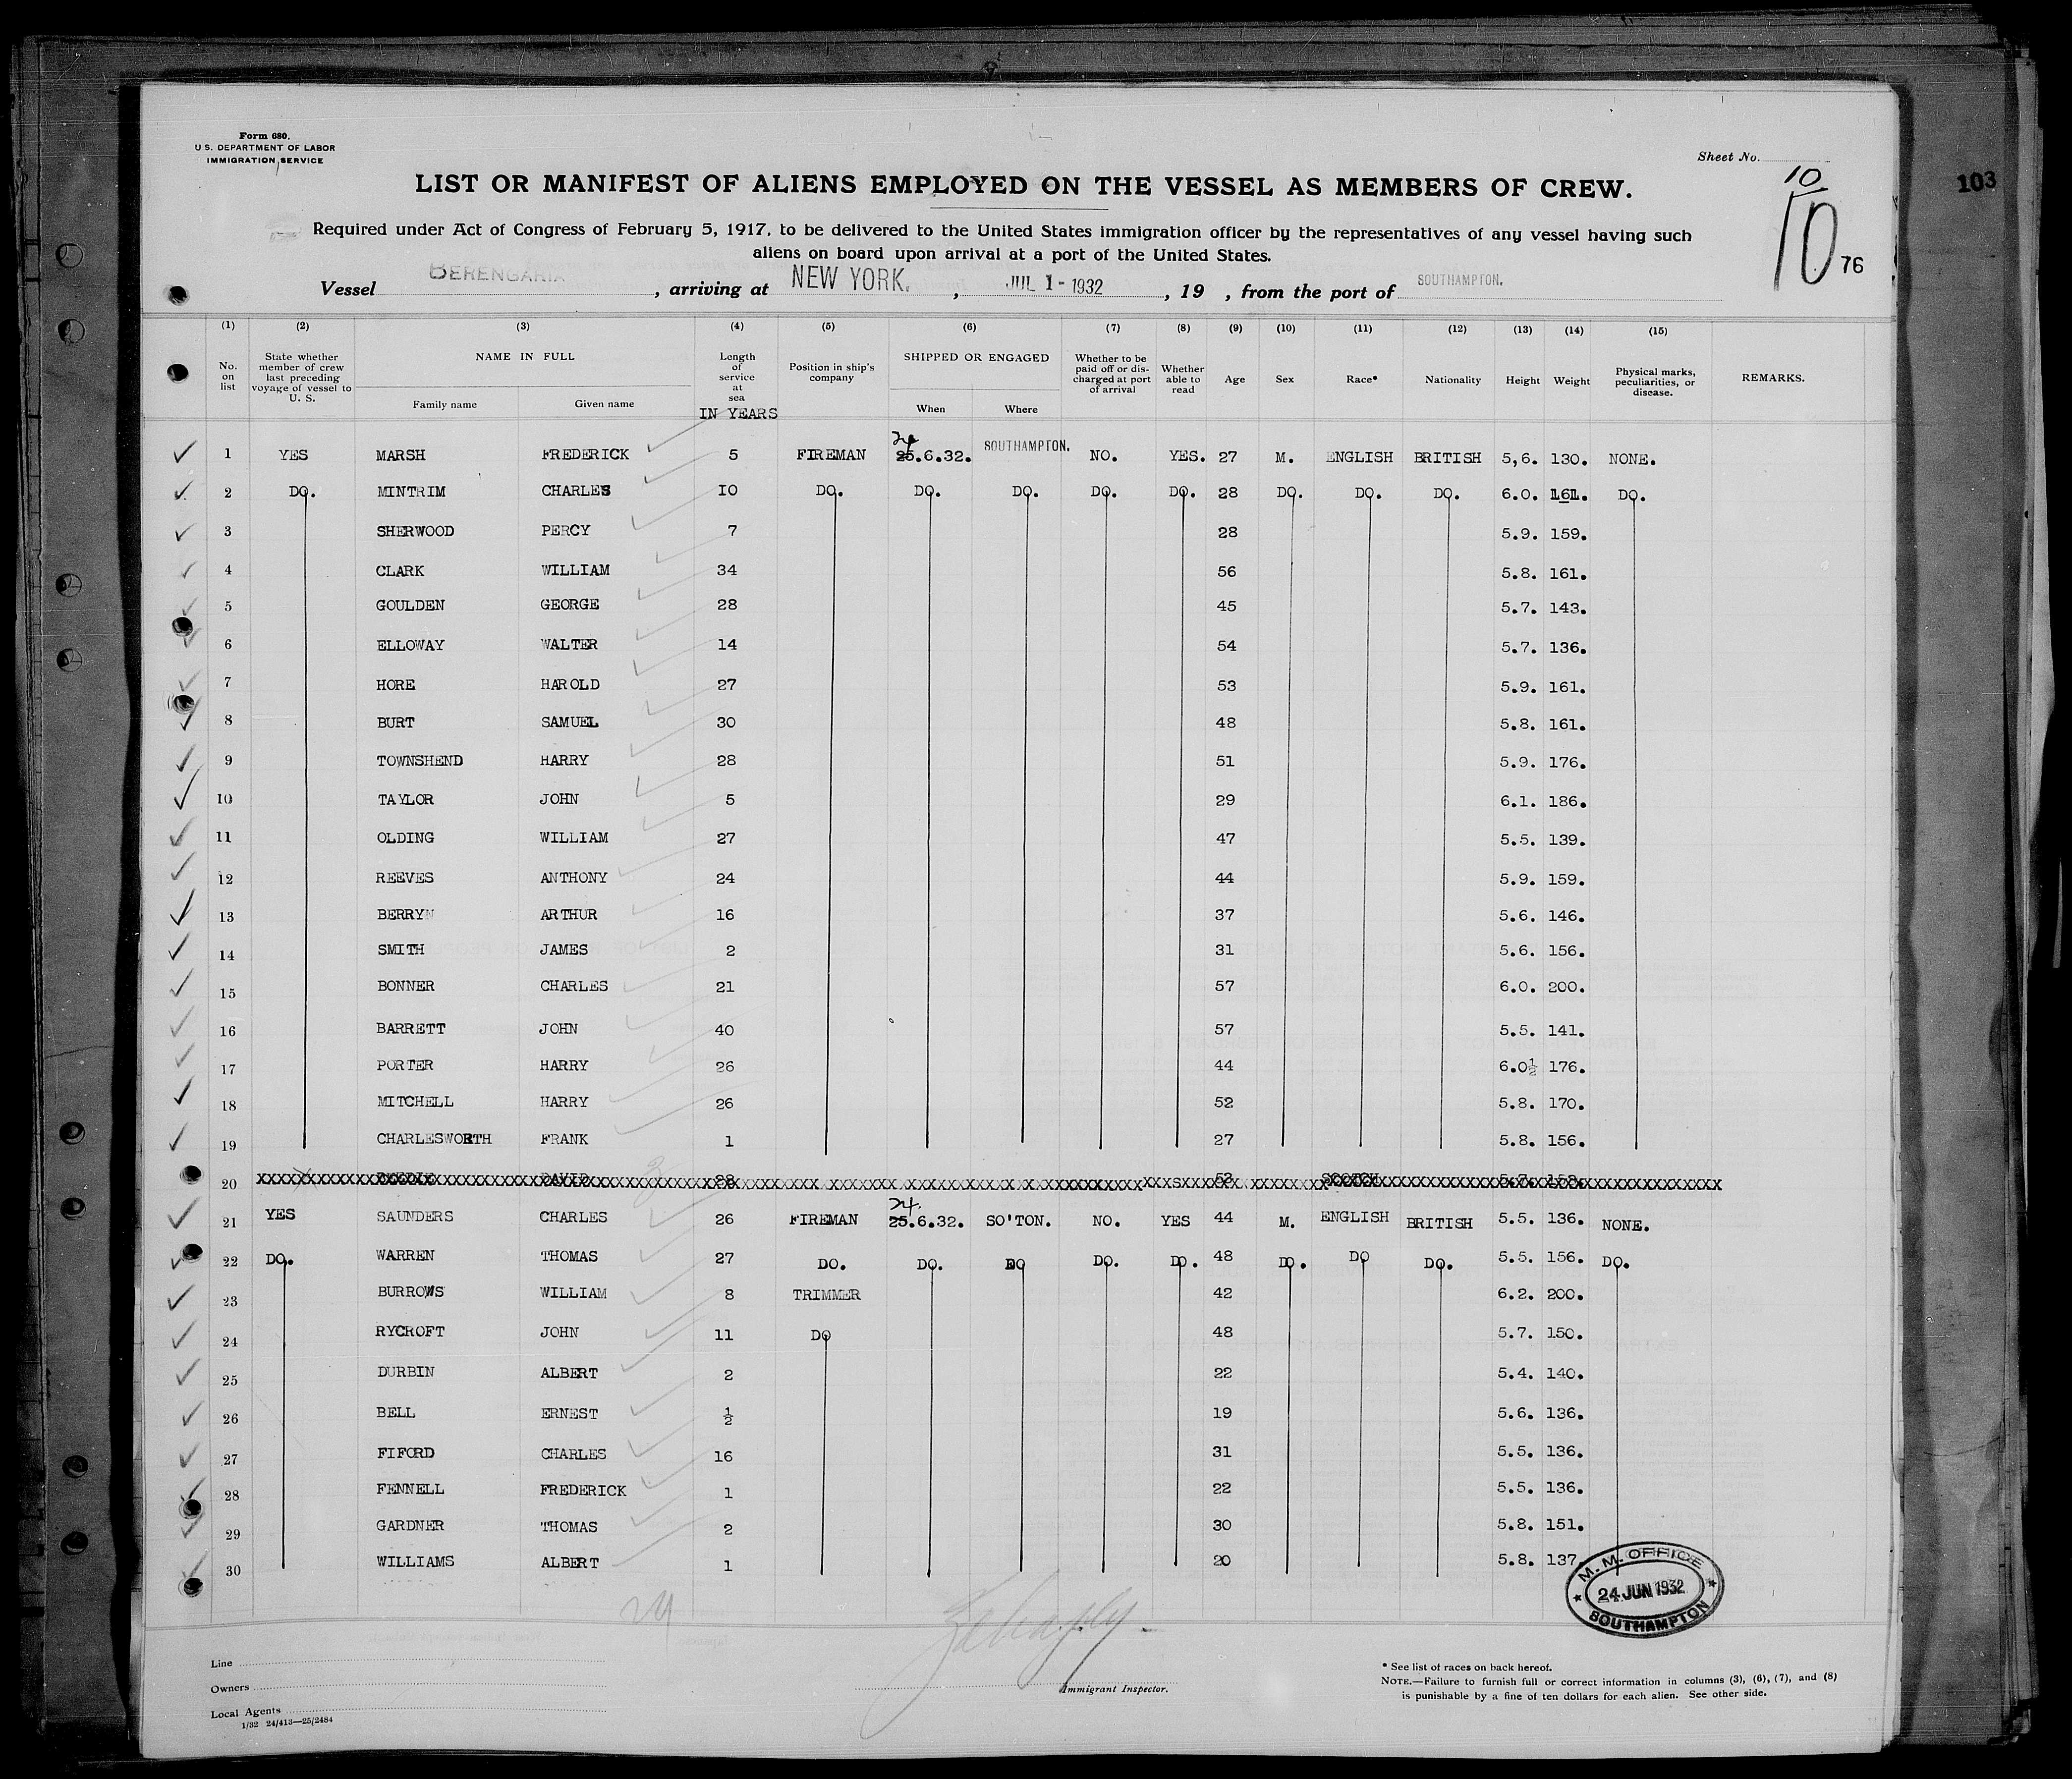 Form 680.
U.S. DEPARTMENT OF LABOR
IMMIGRATION SERVICE
Sheet No.
10
LIST OR MANIFEST OF ALIENS EMPLOYED ON THE VESSEL AS MEMBERS OF CREW.
103
Required under Act of Congress of February 5, 1917, to be delivered to the United States immigration officer by the representatives of any vessel having such
aliens on board upon arrival at a port of the United States.
10 76
Vessel BERENGARIA, arriving at NEW YORK., JUL 1 - 1932, 19 , from the port of SOUTHAMPTON.
(1) (2) (3) (4) (5) (6) (7) (8) (9) (10) (11) (12) (13) (14) (15)
No. on list State whether member of crew last preceding voyage of vessel to U. S. NAME IN FULL Family name Given name Length of service at sea IN YEARS Position in ship's company SHIPPED OR ENGAGED When Where Whether to be paid off or discharged at port of arrival Whether able to read Age Sex Race* Nationality Height Weight Physical marks, peculiarities, or disease. REMARKS.
1 YES MARSH FREDERICK 5 FIREMAN 24 25.6.32. SOUTHAMPTON. NO. YES. 27 M. ENGLISH BRITISH 5,6. 130. NONE.
2 DO. MINTRIM CHARLES 10 DO. DO. DO. DO. DO. 28 DO. DO. DO. 6.0. 161. DO.
3 SHERWOOD PERCY 7 28 5.9. 159.
4 CLARK WILLIAM 34 56 5.8. 161.
5 GOULDEN GEORGE 28 45 5.7. 143.
6 ELLOWAY WALTER 14 54 5.7. 136.
7 HORE HAROLD 27 53 5.9. 161.
8 BURT SAMUEL 30 48 5.8. 161.
9 TOWNSHEND HARRY 28 51 5.9. 176.
10 TAYLOR JOHN 5 29 6.1. 186.
11 OLDING WILLIAM 27 47 5.5. 139.
12 REEVES ANTHONY 24 44 5.9. 159.
13 BERRYN ARTHUR 16 37 5.6. 146.
14 SMITH JAMES 2 31 5.6. 156.
15 BONNER CHARLES 21 57 6.0. 200.
16 BARRETT JOHN 40 57 5.5. 141.
17 PORTER HARRY 26 44 6.0½ 176.
18 MITCHELL HARRY 26 52 5.8. 170.
19 CHARLESWORTH FRANK 1 27 5.8. 156.
20 DAVID SCOTCH
21 YES SAUNDERS CHARLES 26 FIREMAN 24. 25.6.32. SO'TON. NO. YES 44 M. ENGLISH BRITISH 5.5. 136. NONE.
22 DO. WARREN THOMAS 27 DO. DO. DO DO. DO. 48 DO. DO DO. 5.5. 156. DO.
23 BURROWS WILLIAM 8 TRIMMER 42 6.2. 200.
24 RYCROFT JOHN 11 DO 48 5.7. 150.
25 DURBIN ALBERT 2 22 5.4. 140.
26 BELL ERNEST ½ 19 5.6. 136.
27 FIFORD CHARLES 16 31 5.5. 136.
28 FENNELL FREDERICK 1 22 5.5. 136.
29 GARDNER THOMAS 2 30 5.8. 151.
30 WILLIAMS ALBERT 1 20 5.8. 137.
M.M. OFFICE
24 JUN 1932
SOUTHAMPTON
29
Line
Owners
Local Agents
1/32 24/413—25/2484
Immigrant Inspector.
* See list of races on back hereof.
NOTE.—Failure to furnish full or correct information in columns (3), (6), (7), and (8)
is punishable by a fine of ten dollars for each alien. See other side.